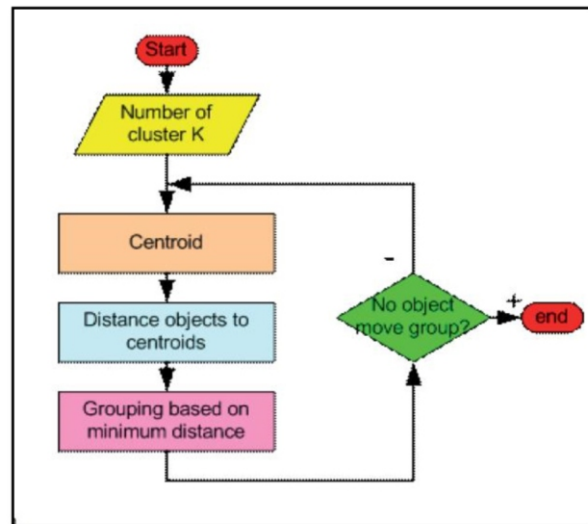 Start
Number of
cluster K
Centroid
Distance objects to
centroids
Grouping based on
minimum distance
-
No object
move group?
+
end